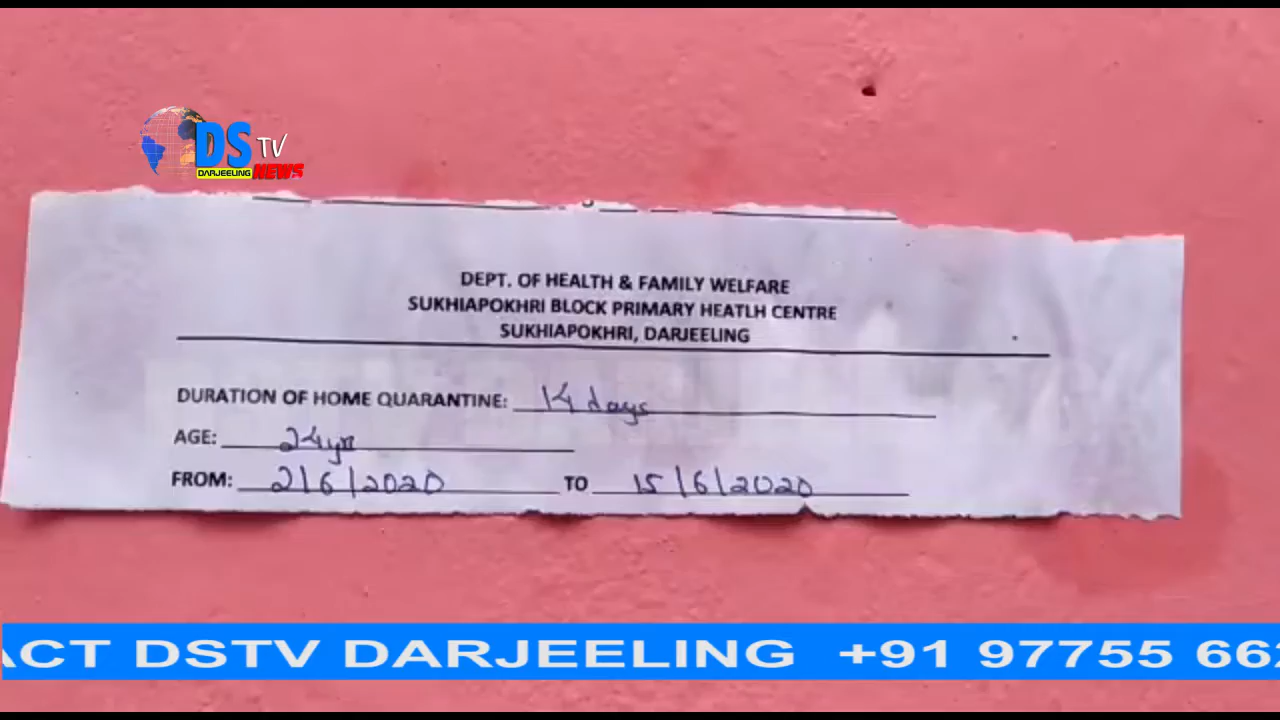 DS TV
DARJEELING NEWS
DEPT. OF HEALTH & FAMILY WELFARE
SUKHIAPOKHRI BLOCK PRIMARY HEATLH CENTRE
SUKHIAPOKHRI, DARJEELING
DURATION OF HOME QUARANTINE: 14 days
AGE: 24yr
FROM: 2/6/2020 TO 15/6/2020
ACT DSTV DARJEELING +91 97755 66